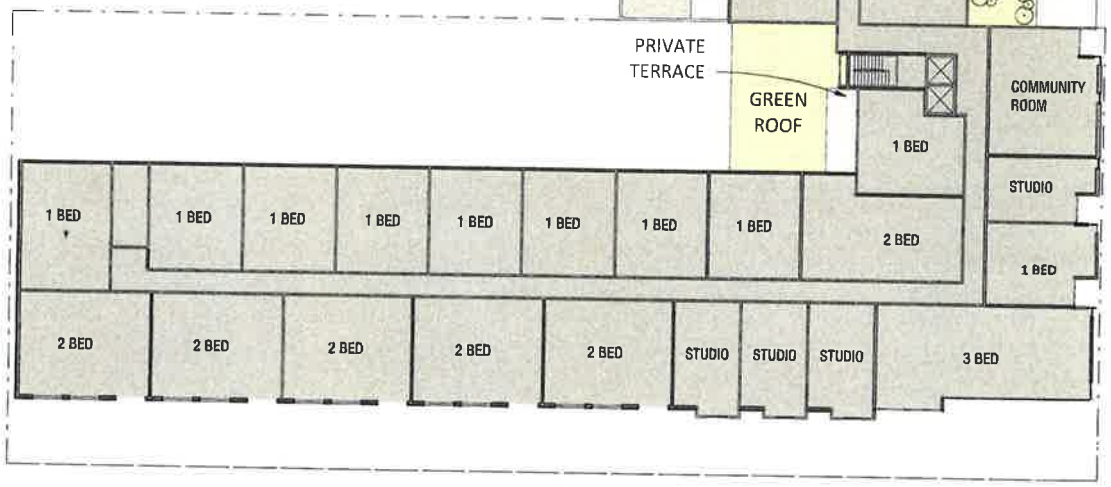 PRIVATE
TERRACE
GREEN
ROOF
COMMUNITY
ROOM
1 BED
STUDIO
1 BED
1 BED
1 BED
1 BED
1 BED
1 BED
1 BED
1 BED
2 BED
1 BED
2 BED
2 BED
2 BED
2 BED
2 BED
STUDIO
STUDIO
STUDIO
3 BED